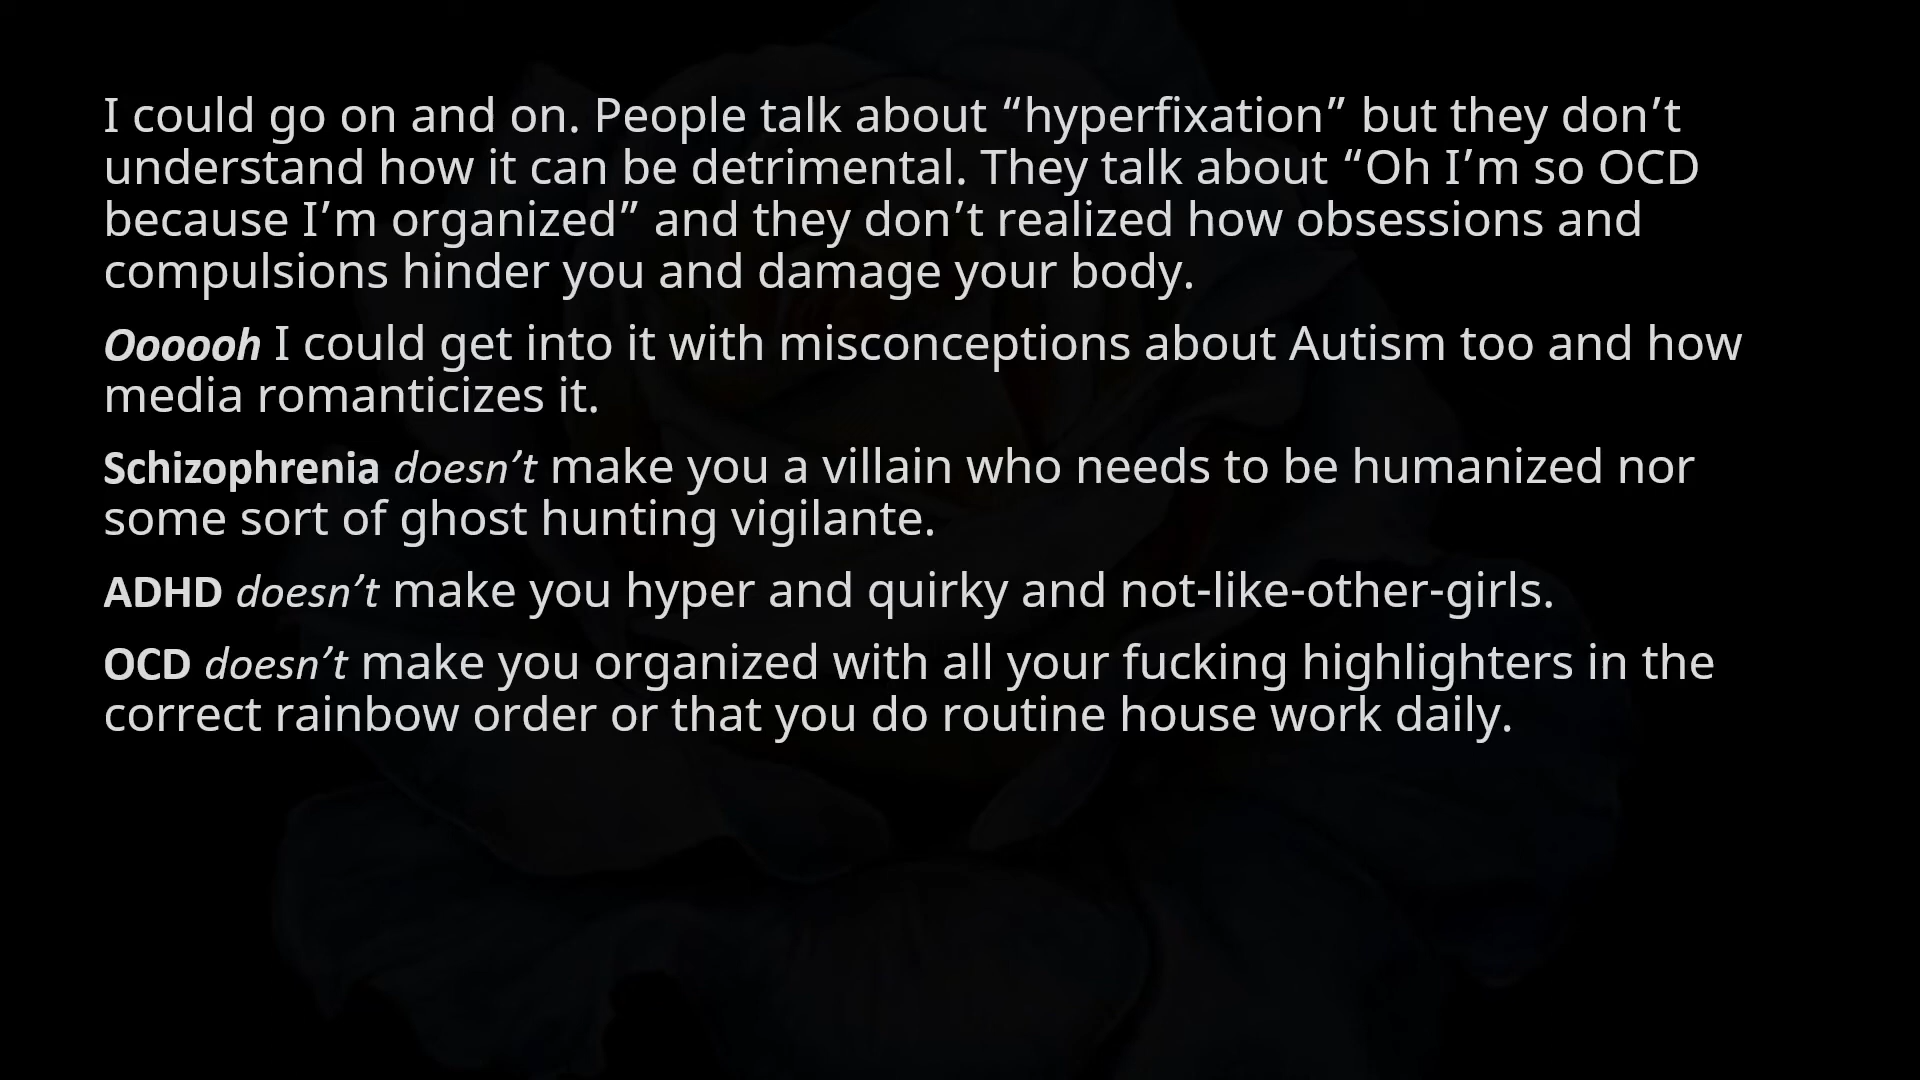 I could go on and on. People talk about “hyperfixation” but they don’t
understand how it can be detrimental. They talk about “Oh I’m so OCD
because I’m organized” and they don’t realized how obsessions and
compulsions hinder you and damage your body.
Oooooh I could get into it with misconceptions about Autism too and how
media romanticizes it.
Schizophrenia doesn’t make you a villain who needs to be humanized nor
some sort of ghost hunting vigilante.
ADHD doesn’t make you hyper and quirky and not-like-other-girls.
OCD doesn’t make you organized with all your fucking highlighters in the
correct rainbow order or that you do routine house work daily.